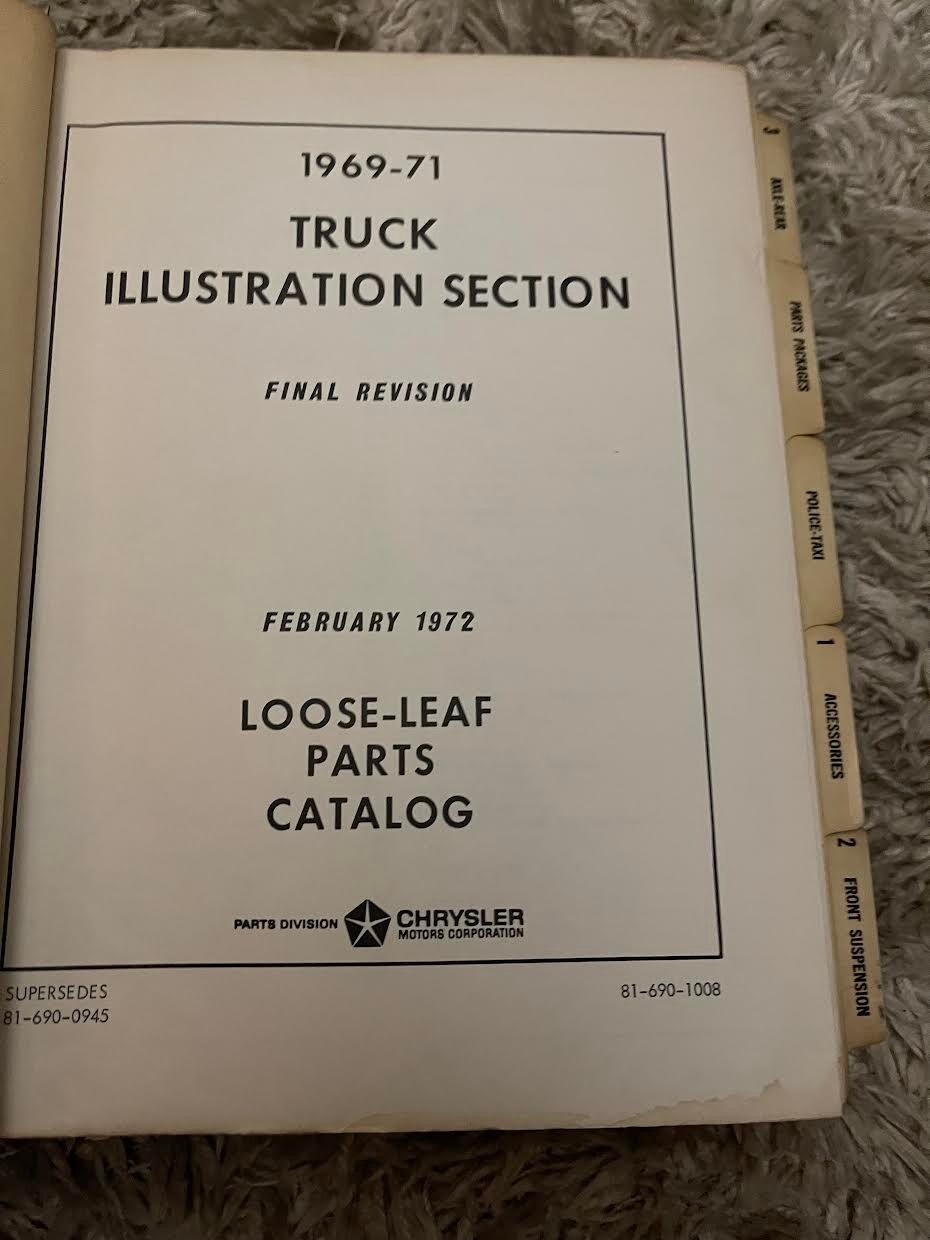 1969-71
TRUCK
ILLUSTRATION SECTION
FINAL REVISION
FEBRUARY 1972
LOOSE-LEAF
PARTS
CATALOG
PARTS DIVISION
CHRYSLER
MOTORS CORPORATION
SUPERSEDES
81-690-0945
81-690-1008
3 AXLE-REAR
PARTS PACKAGES
POLICE-TAXI
1 ACCESSORIES
2 FRONT SUSPENSION